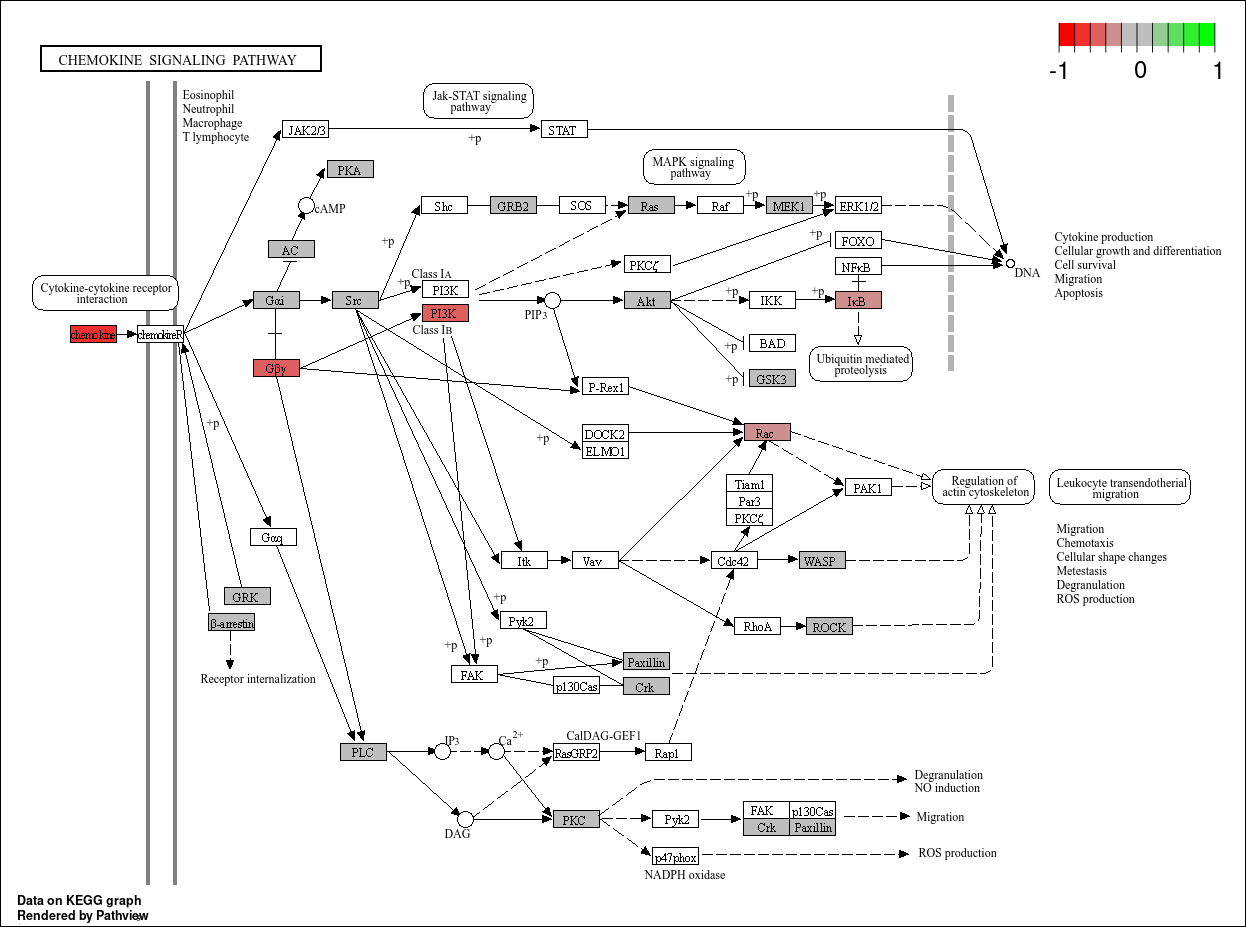 CHEMOKINE SIGNALING PATHWAY
-1 0 1
Eosinophil
Neutrophil
Macrophage
T lymphocyte
Jak-STAT signaling
pathway
JAK2/3
+p
STAT
MAPK signaling
pathway
PKA
cAMP
AC
+p
Shc
GRB2
SOS
Ras
Raf
+p
MEK1
+p
ERK1/2
+p
FOXO
PKCζ
NFκB
DNA
Cytokine production
Cellular growth and differentiation
Cell survival
Migration
Apoptosis
Cytokine-cytokine receptor
interaction
chemokine
chemokineR
Gαi
Src
+p
Class IA
PI3K
PI3K
Class IB
PIP3
Akt
+p
IKK
+p
IκB
+p
BAD
Ubiquitin mediated
proteolysis
+p
GSK3
Gβγ
P-Rex1
+p
+p
DOCK2
ELMO1
Rac
Tiam1
Par3
PKCζ
PAK1
Regulation of
actin cytoskeleton
Leukocyte transendotherial
migration
Migration
Chemotaxis
Cellular shape changes
Metestasis
Degranulation
ROS production
Gαq
Itk
Vav
Cdc42
WASP
GRK
β-arrestin
+p
Pyk2
RhoA
ROCK
Receptor internalization
+p
+p
FAK
+p
Paxillin
p130Cas
Crk
PLC
IP3
Ca2+
CalDAG-GEF1
RasGRP2
Rap1
DAG
PKC
Degranulation
NO induction
Pyk2
FAK
p130Cas
Crk
Paxillin
Migration
p47phox
ROS production
NADPH oxidase
Data on KEGG graph
Rendered by Pathview